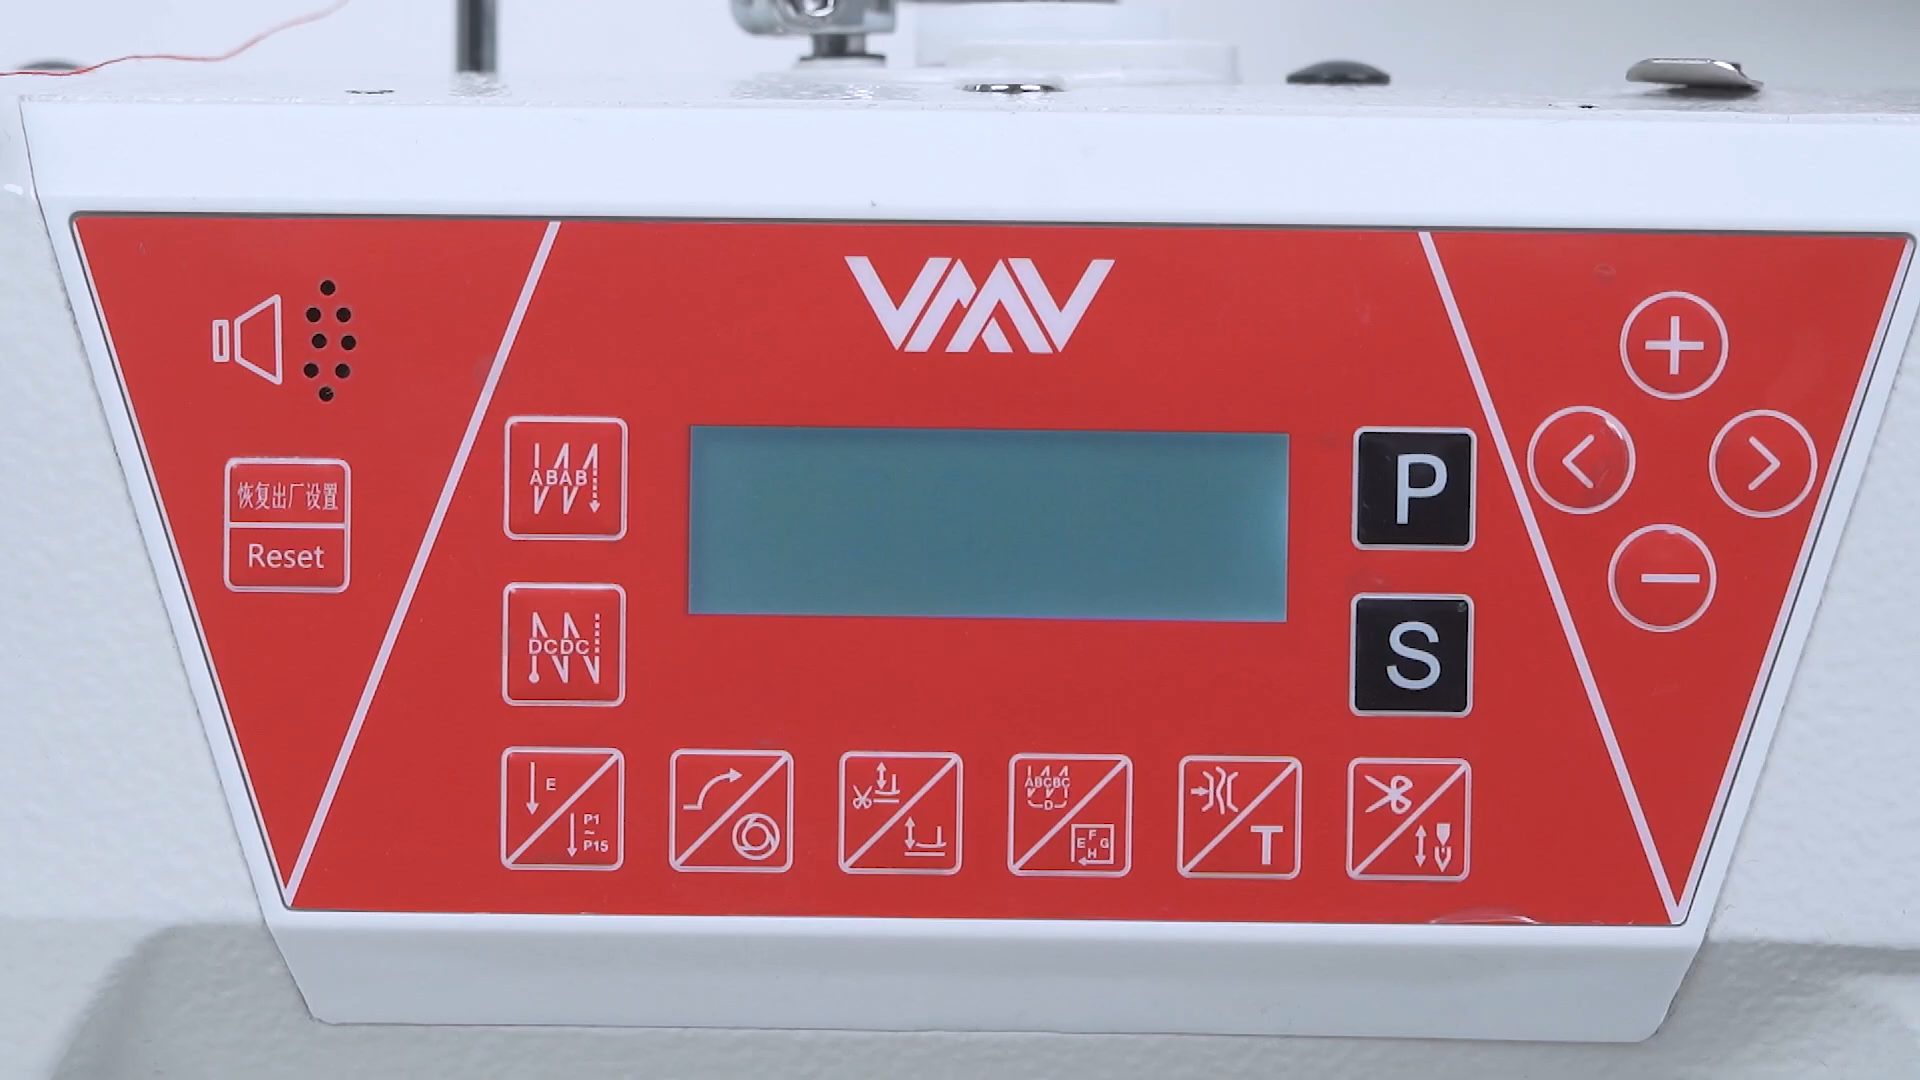 VMV
恢复出厂设置
Reset
ABAB
P
DCDC
S
E
P1
~
P15
ABCBC
D
F
E G
H
T